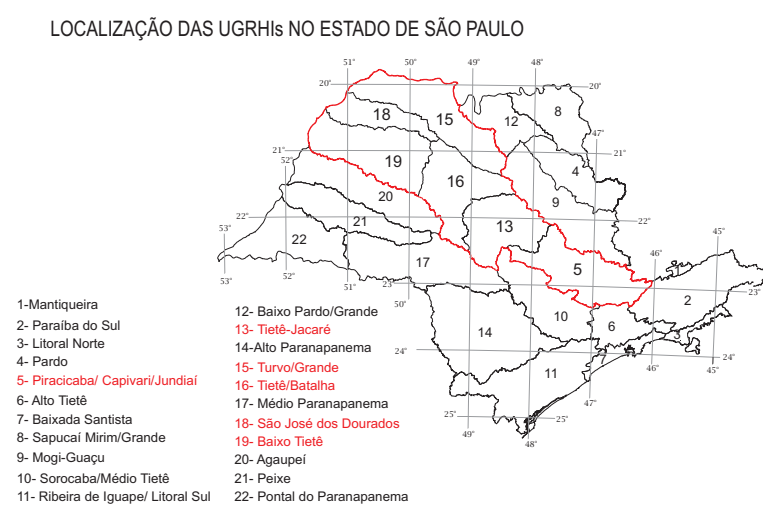 LOCALIZAÇÃO DAS UGRHIs NO ESTADO DE SÃO PAULO
51° 50° 49° 48°
20° 20°
18 15 12 8
47°
21° 21°
52°
19 16 4
20 9
22° 21 13 22°
53° 22 45°
17 5 46° 1
53° 52° 51° 23° 2 23°
50° 10 6
14 3
24° 7 24°
11 46° 45°
47°
25° 25°
49° 48°
1-Mantiqueira
2- Paraíba do Sul
3- Litoral Norte
4- Pardo
5- Piracicaba/ Capivari/Jundiaí
6- Alto Tietê
7- Baixada Santista
8- Sapucaí Mirim/Grande
9- Mogi-Guaçu
10- Sorocaba/Médio Tietê
11- Ribeira de Iguape/ Litoral Sul
12- Baixo Pardo/Grande
13- Tietê-Jacaré
14-Alto Paranapanema
15- Turvo/Grande
16- Tietê/Batalha
17- Médio Paranapanema
18- São José dos Dourados
19- Baixo Tietê
20- Agaupeí
21- Peixe
22- Pontal do Paranapanema